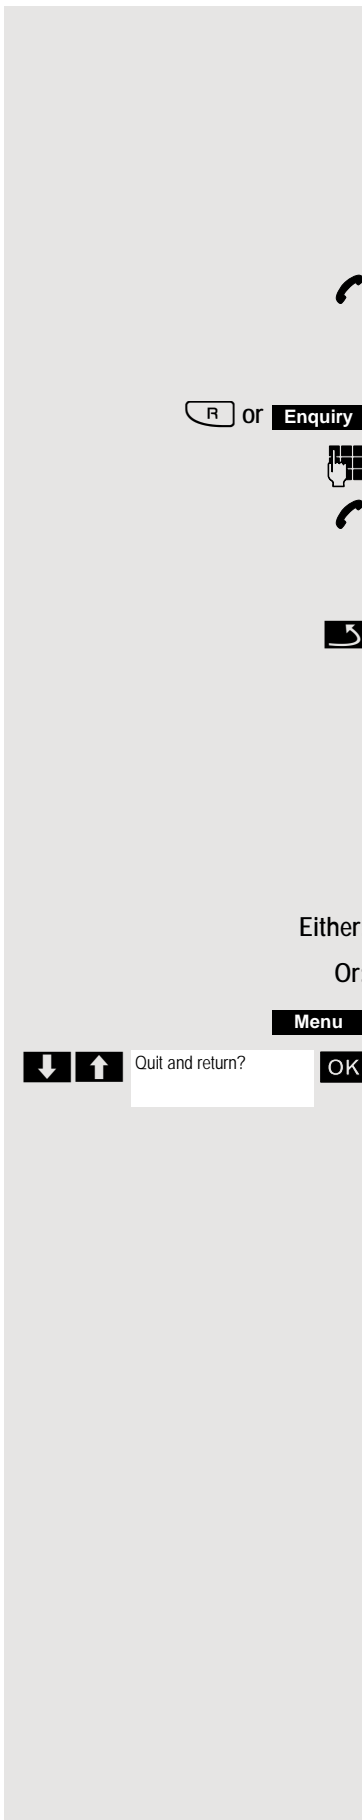 R or Enquiry
Either
Or
Menu
Quit and return? OK